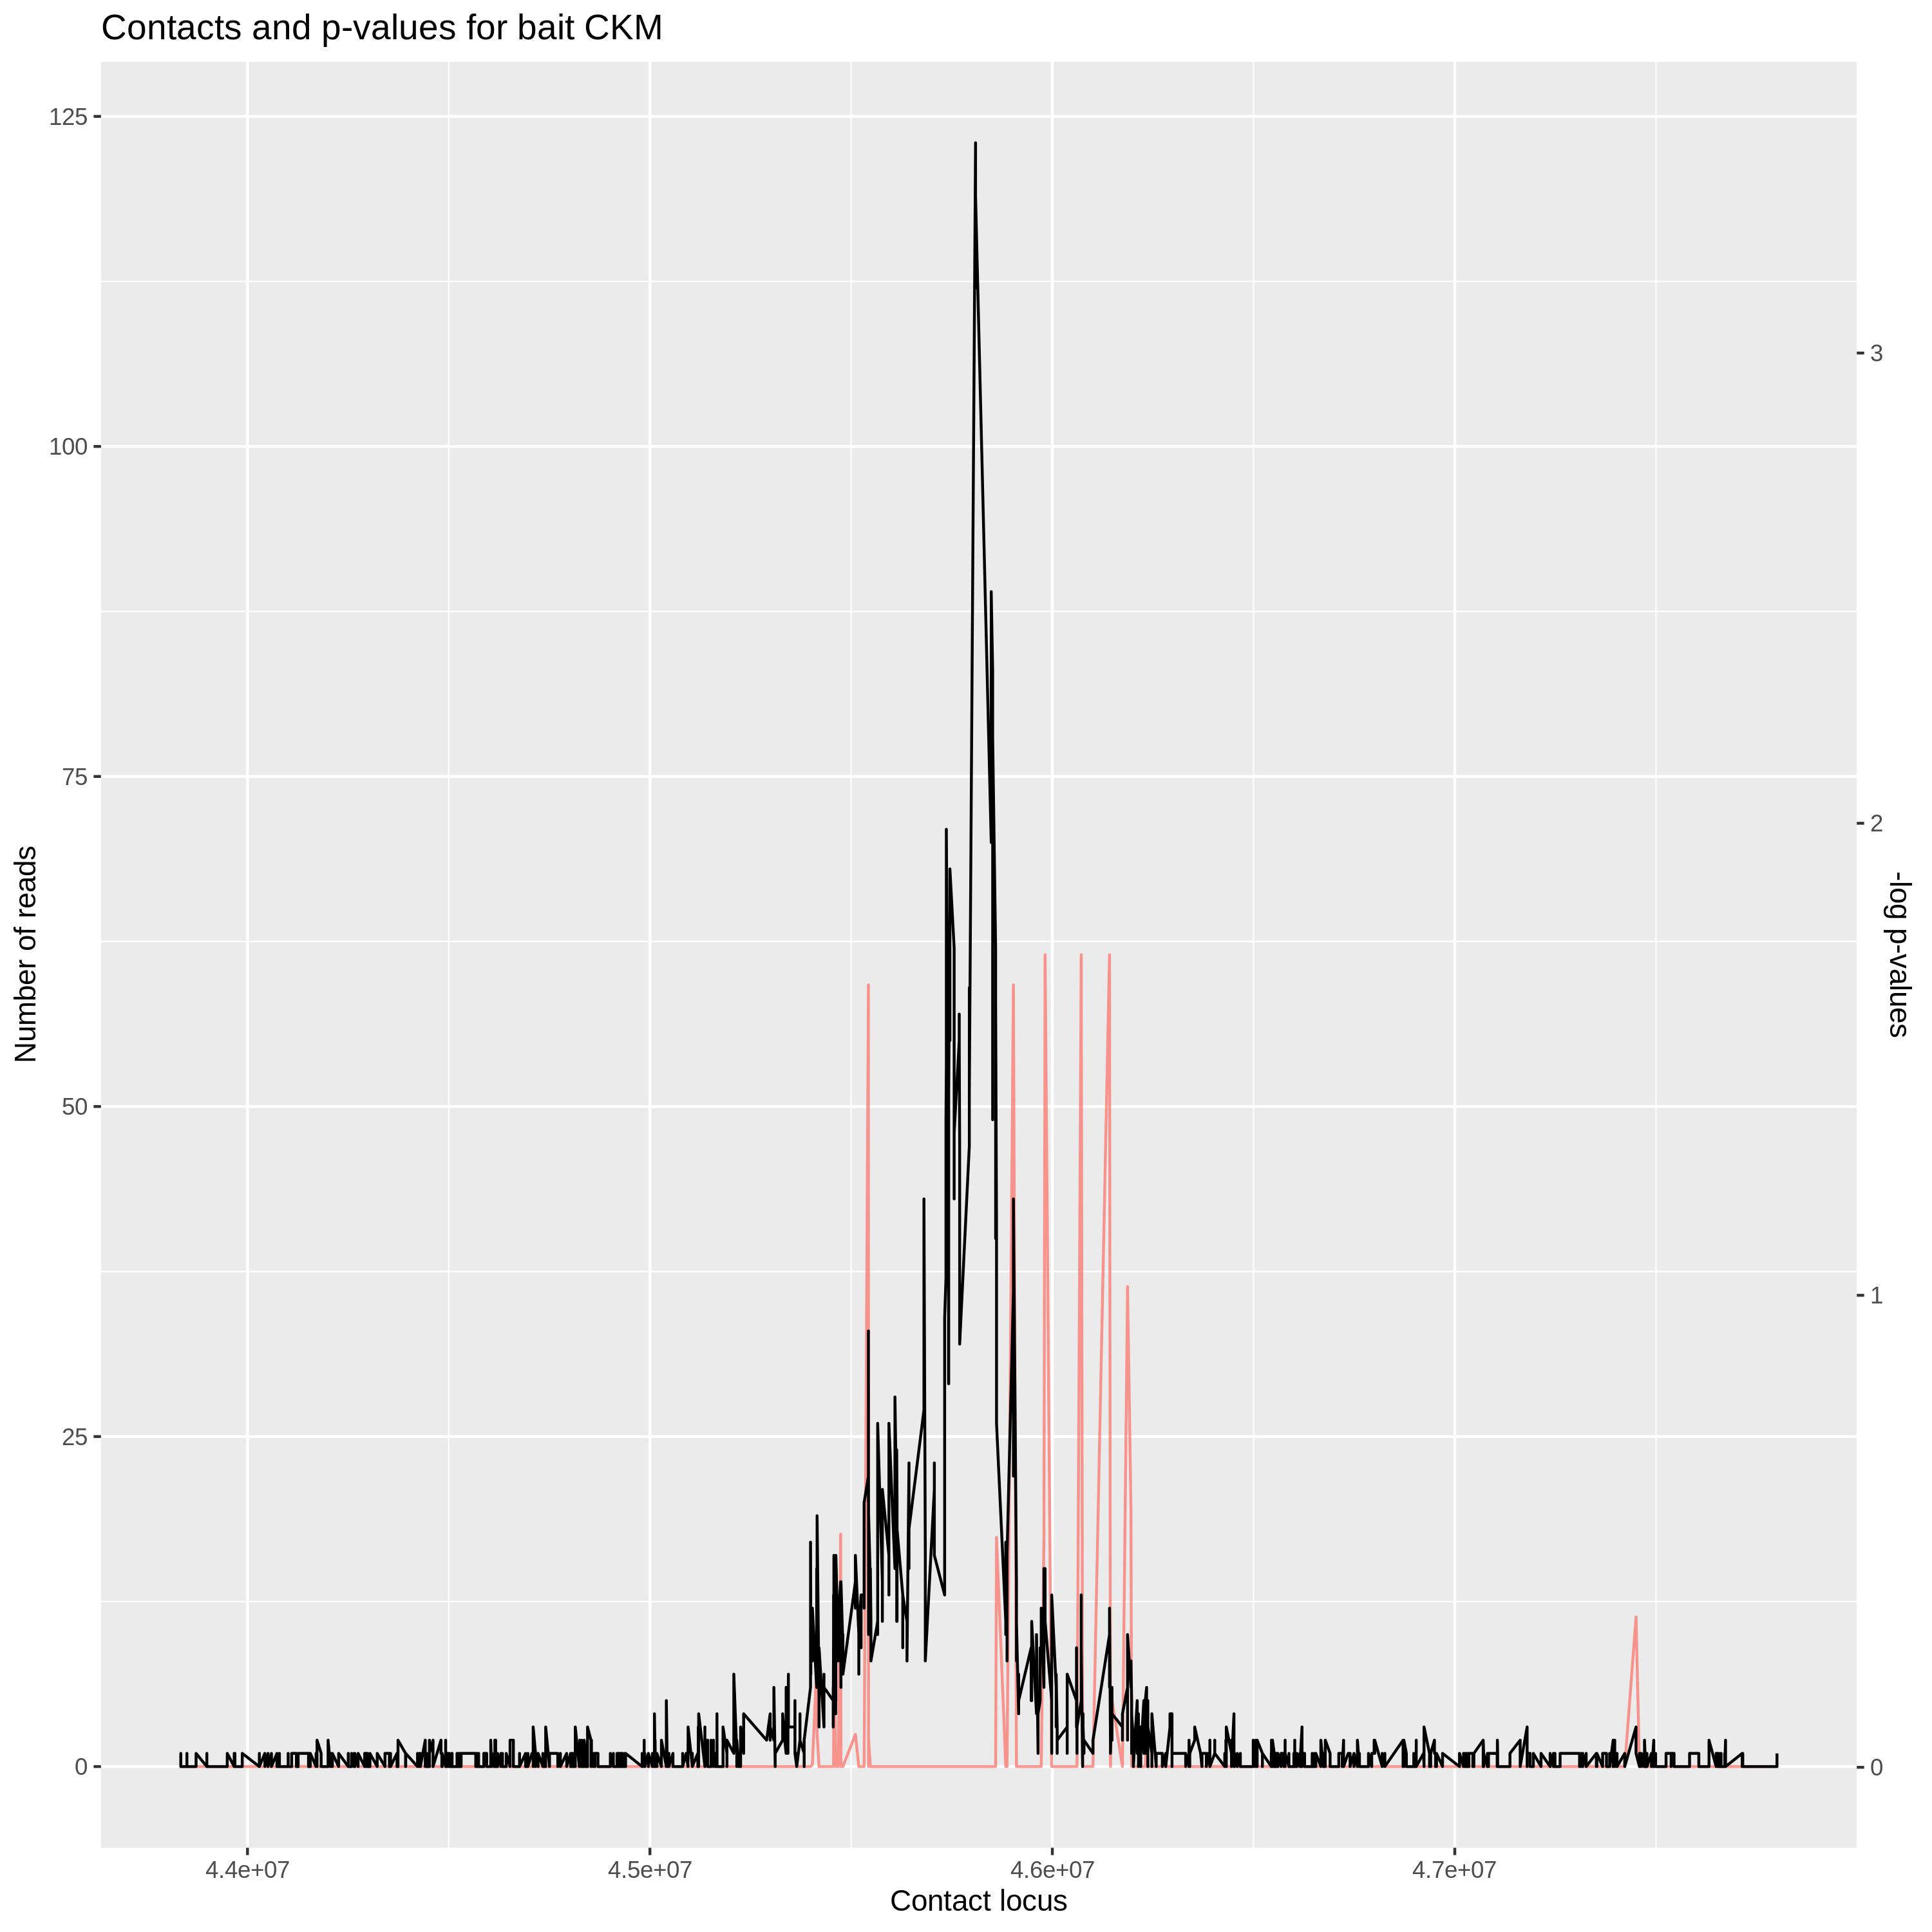 Contacts and p-values for bait CKM
125
100
75
50
25
0
Number of reads
3
2
1
0
-log p-values
4.4e+07
4.5e+07
4.6e+07
4.7e+07
Contact locus